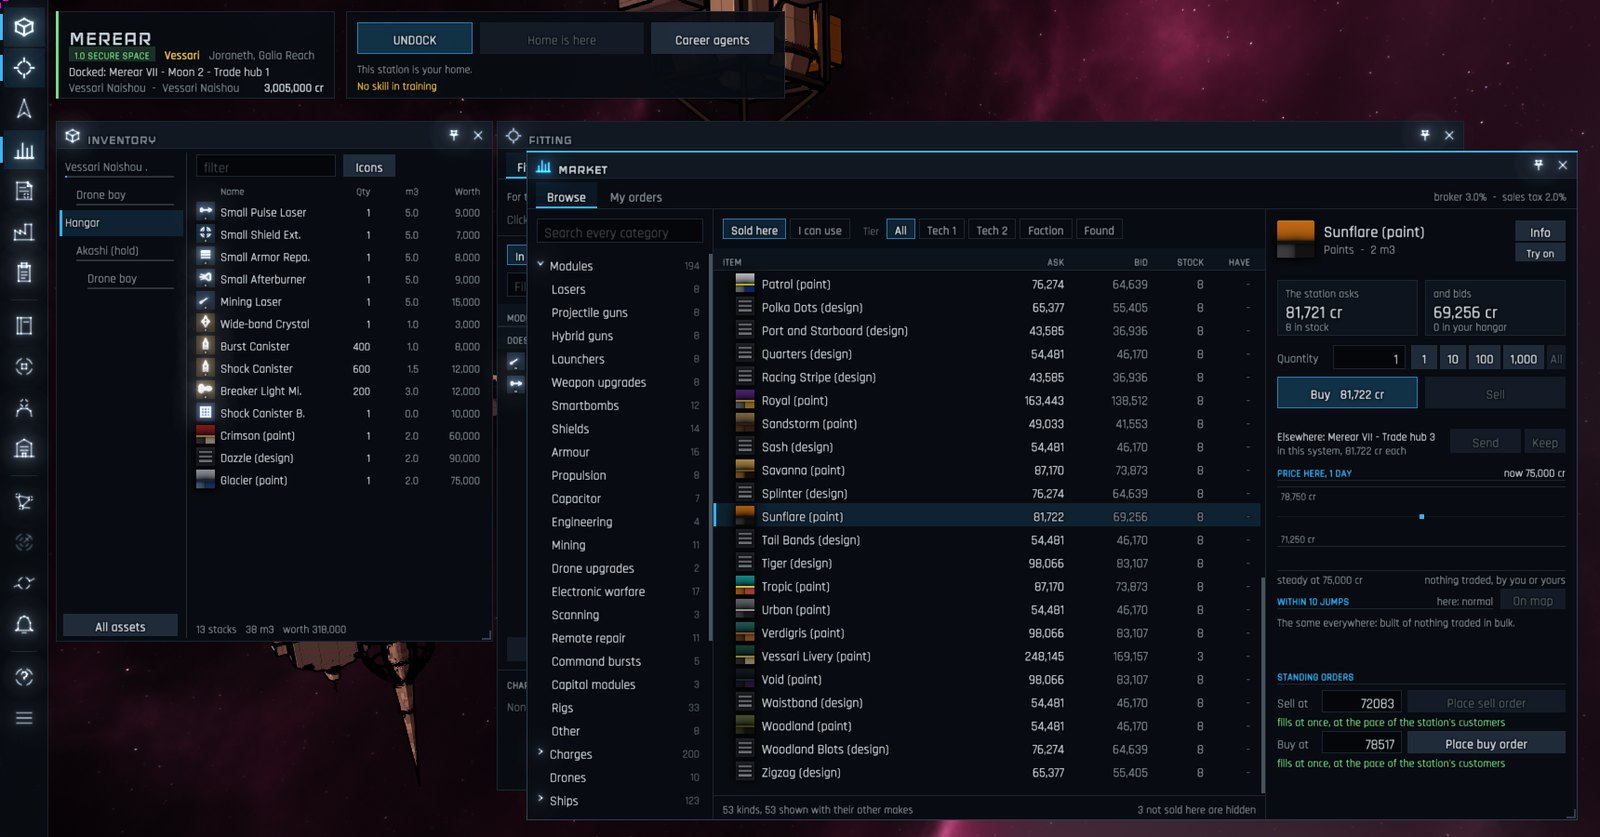 MEREAR
1.0 SECURE SPACE Vessari Joraneth, Galia Reach
Docked: Merear VII - Moon 2 - Trade hub 1
Vessari Naishou - Vessari Naishou 3,005,000 cr
UNDOCK
Home is here
Career agents
This station is your home.
No skill in training
INVENTORY
Vessari Naishou .
Drone bay
Hangar
Akashi (hold)
Drone bay
All assets
filter
Icons
Name Qty m3 Worth
Small Pulse Laser 1 5.0 9,000
Small Shield Ext. 1 5.0 7,000
Small Armor Repa. 1 5.0 8,000
Small Afterburner 1 5.0 9,000
Mining Laser 1 5.0 15,000
Wide-band Crystal 1 1.0 3,000
Burst Canister 400 1.0 8,000
Shock Canister 600 1.5 12,000
Breaker Light Mi. 200 3.0 12,000
Shock Canister B. 1 0.0 10,000
Crimson (paint) 1 2.0 60,000
Dazzle (design) 1 2.0 90,000
Glacier (paint) 1 2.0 75,000
13 stacks 38 m3 worth 318,000
FITTING
MARKET
Browse
My orders
broker 3.0% - sales tax 2.0%
Search every category
Modules 194
Lasers 8
Projectile guns 8
Hybrid guns 8
Launchers 8
Weapon upgrades 8
Smartbombs 12
Shields 14
Armour 16
Propulsion 8
Capacitor 7
Engineering 4
Mining 11
Drone upgrades 2
Electronic warfare 17
Scanning 3
Remote repair 11
Command bursts 5
Capital modules 3
Rigs 33
Other 8
Charges 200
Drones 10
Ships 123
Sold here
I can use
Tier
All
Tech 1
Tech 2
Faction
Found
ITEM ASK BID STOCK HAVE
Patrol (paint) 76,274 64,639 8 -
Polka Dots (design) 65,377 55,405 8 -
Port and Starboard (design) 43,585 36,936 8 -
Quarters (design) 54,481 46,170 8 -
Racing Stripe (design) 43,585 36,936 8 -
Royal (paint) 163,443 138,512 8 -
Sandstorm (paint) 49,033 41,553 8 -
Sash (design) 54,481 46,170 8 -
Savanna (paint) 87,170 73,873 8 -
Splinter (design) 76,274 64,639 8 -
Sunflare (paint) 81,722 69,256 8 -
Tail Bands (design) 54,481 46,170 8 -
Tiger (design) 98,066 83,107 8 -
Tropic (paint) 87,170 73,873 8 -
Urban (paint) 54,481 46,170 8 -
Verdigris (paint) 98,066 83,107 8 -
Vessari Livery (paint) 248,145 169,157 3 -
Void (paint) 98,066 83,107 8 -
Waistband (design) 54,481 46,170 8 -
Woodland (paint) 54,481 46,170 8 -
Woodland Blots (design) 76,274 64,639 8 -
Zigzag (design) 65,377 55,405 8 -
53 kinds, 53 shown with their other makes
3 not sold here are hidden
Sunflare (paint)
Paints - 2 m3
Info
Try on
The station asks
81,721 cr
8 in stock
and bids
69,256 cr
0 in your hangar
Quantity 1 1 10 100 1,000 All
Buy 81,722 cr
Sell
Elsewhere: Merear VII - Trade hub 3
in this system, 81,722 cr each
Send
Keep
PRICE HERE, 1 DAY now 75,000 cr
78,750 cr
71,250 cr
steady at 75,000 cr nothing traded, by you or yours
WITHIN 10 JUMPS here: normal On map
The same everywhere: built of nothing traded in bulk.
STANDING ORDERS
Sell at 72083 Place sell order
fills at once, at the pace of the station's customers
Buy at 78517 Place buy order
fills at once, at the pace of the station's customers